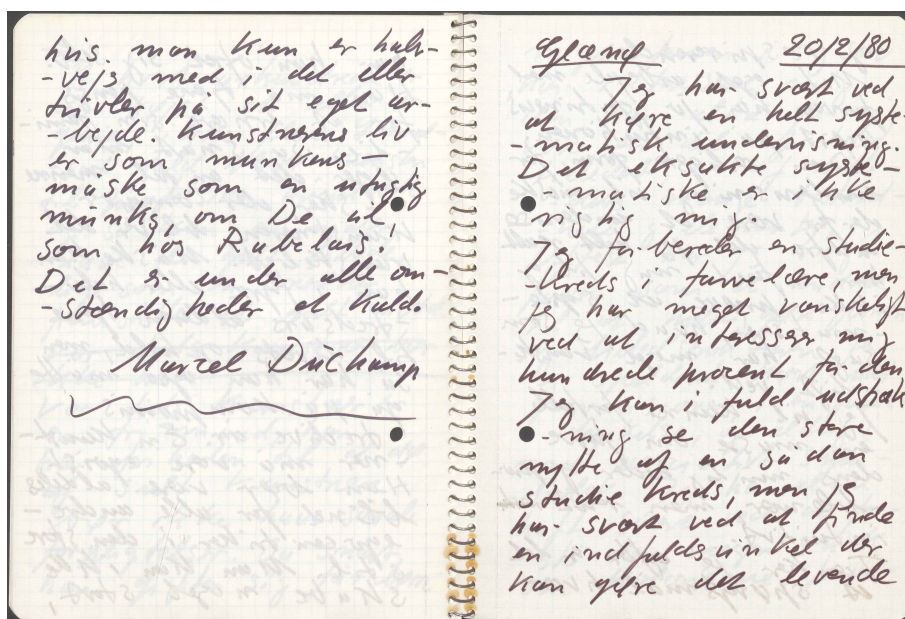 hvis man kun er halv-
-vejs med i det eller
tvivler på sit eget ar-
-bejde. Kunstnerens liv
er som munkens –
måske som en utugtig
munks, om De vil,
som hos Rabelais!
Det er under alle om-
-stændigheder et kald.
Marcel Duchamp
Glænø 20/2/80
Jeg har svært ved
at køre en helt syste-
-matisk undervisning.
Det eksakte syste-
-matiske er ikke
rigtig mig.
Jeg forbereder en studie-
-kreds i farvelære, men
jeg har meget vanskeligt
ved at interessere mig
hundrede procent for den
Jeg kan i fuld udstræk
-ning se den store
nytte af en sådan
studiekreds, men jeg
har svært ved at finde
en indfaldsvinkel der
kan gøre det levende